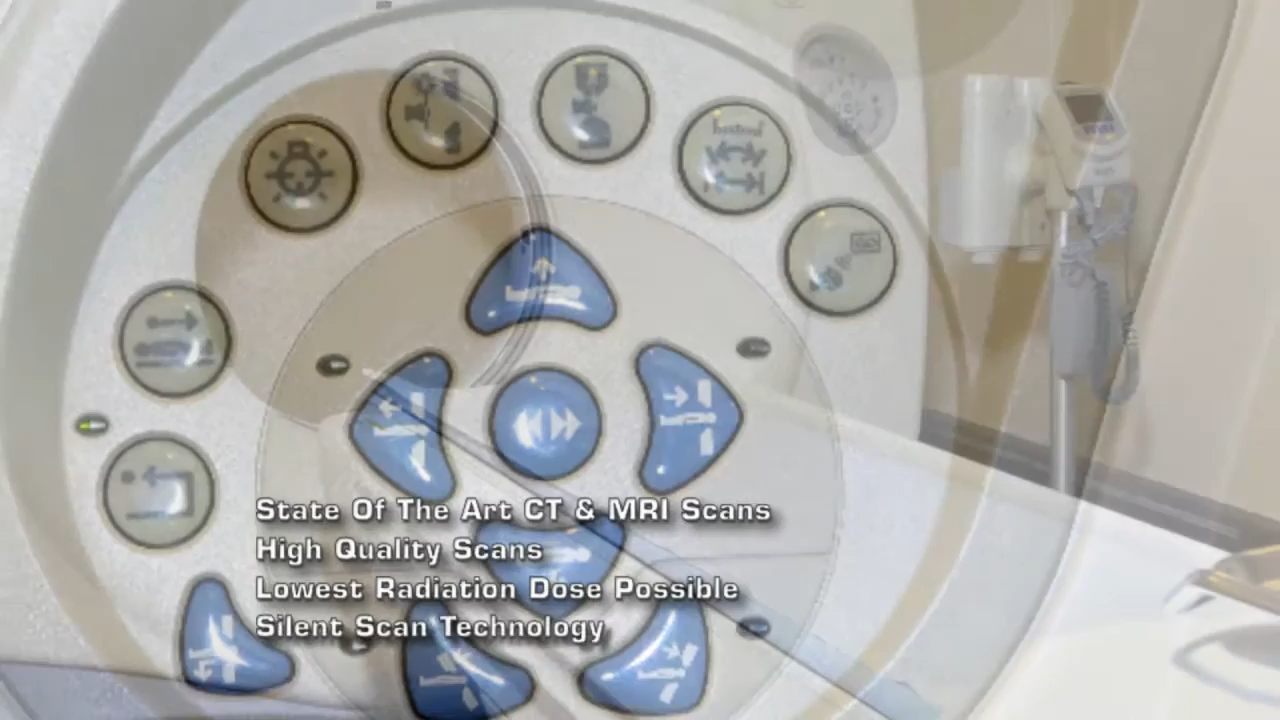 State Of The Art CT & MRI Scans
High Quality Scans
Lowest Radiation Dose Possible
Silent Scan Technology